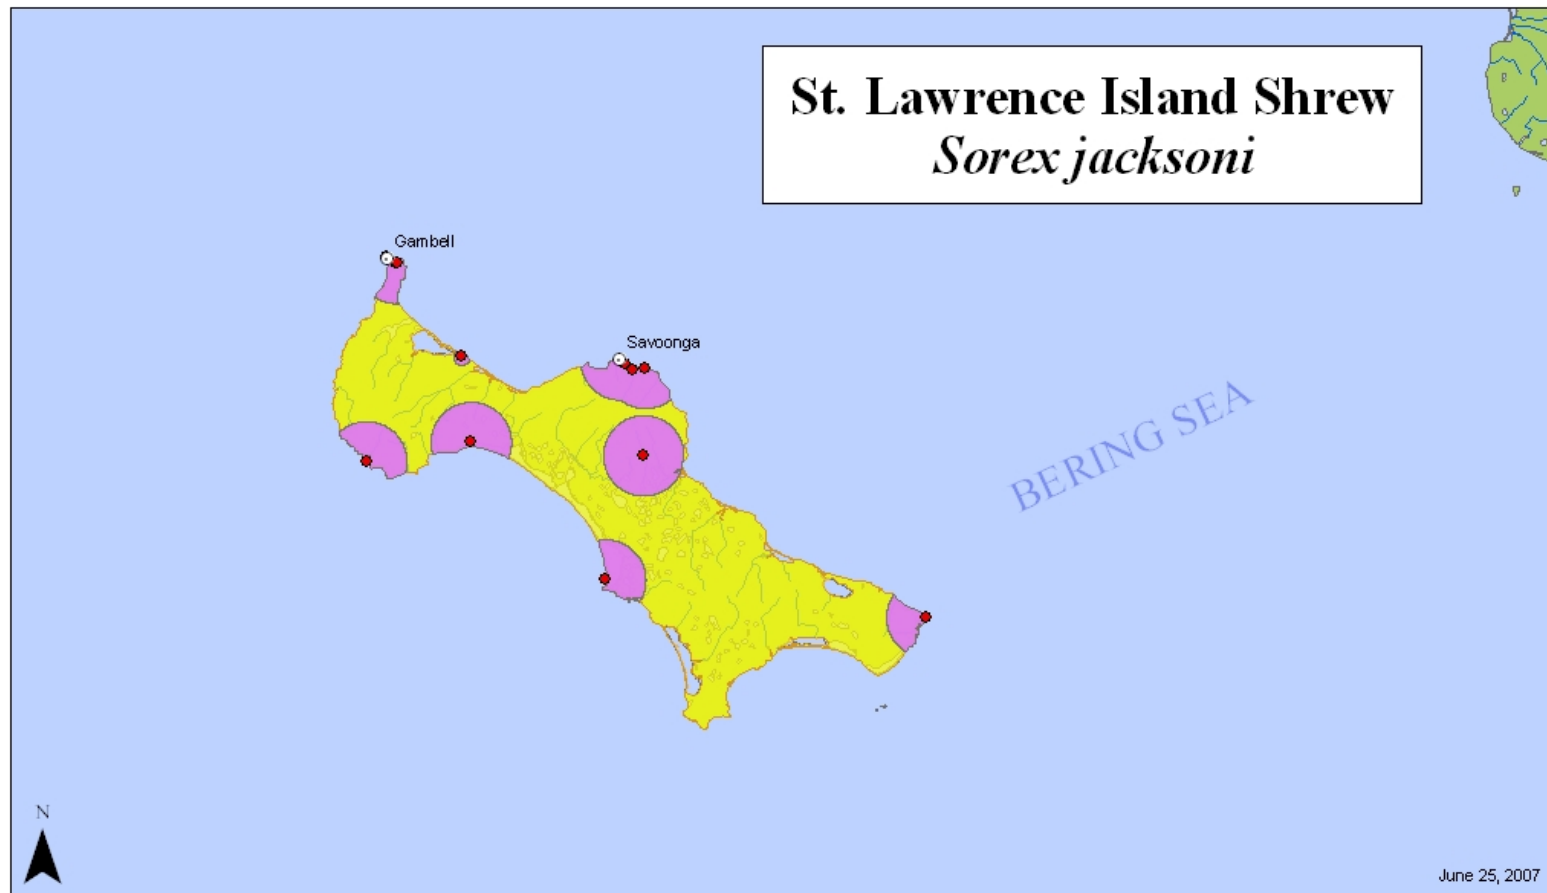 St. Lawrence Island Shrew
Sorex jacksoni
Gambell
Savoonga
BERING SEA
N
June 25, 2007